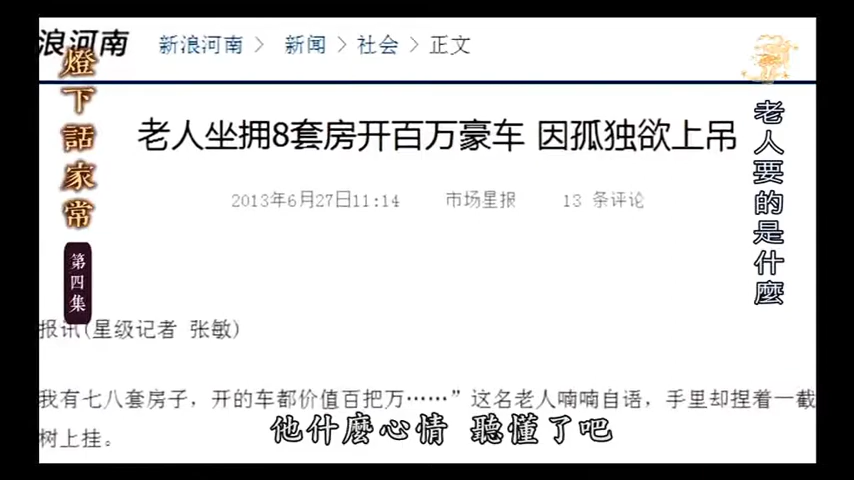 浪河南
新浪河南 > 新闻 > 社会 > 正文
燈下話家常
第四集
老人要的是什麼
老人坐拥8套房开百万豪车 因孤独欲上吊
2013年6月27日11:14 市场星报 13 条评论
报讯(星级记者 张敏)
我有七八套房子，开的车都价值百把万……”这名老人喃喃自语，手里却捏着一截
树上挂。
他什麼心情 聽懂了吧